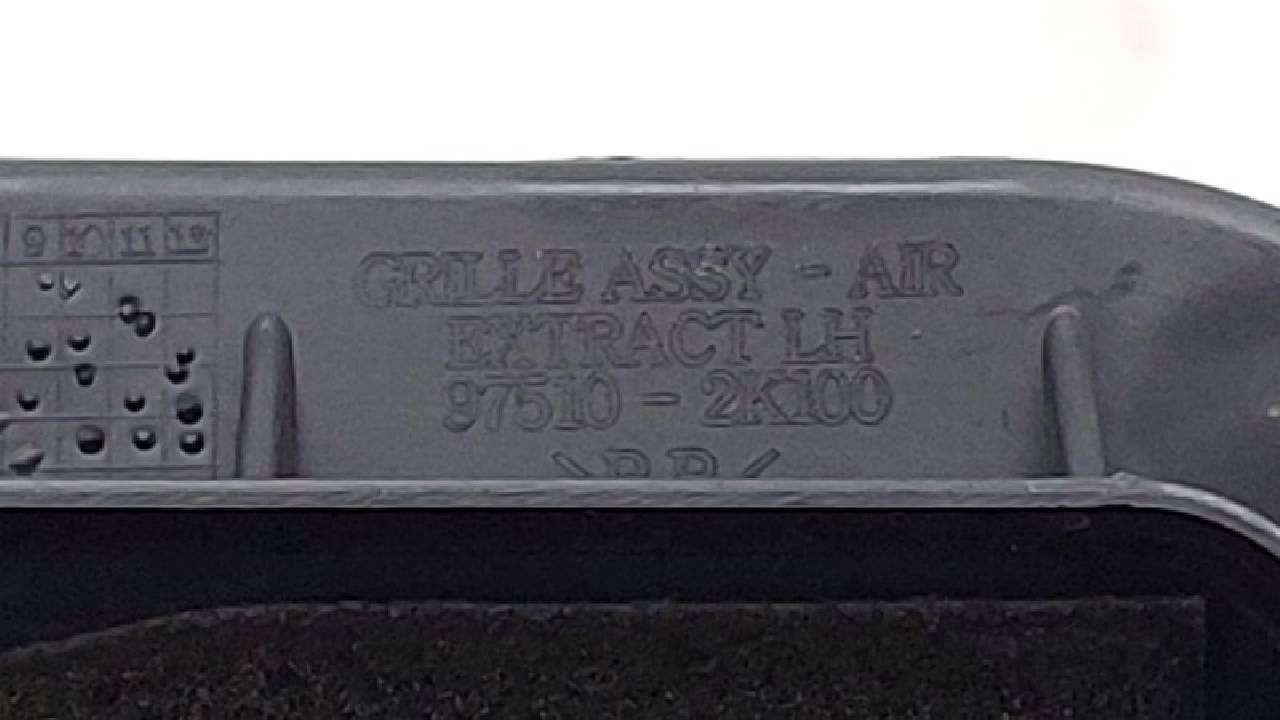 9 10 11 12
GRILLE ASSY - AIR
EXTRACT LH
97510 - 2K100